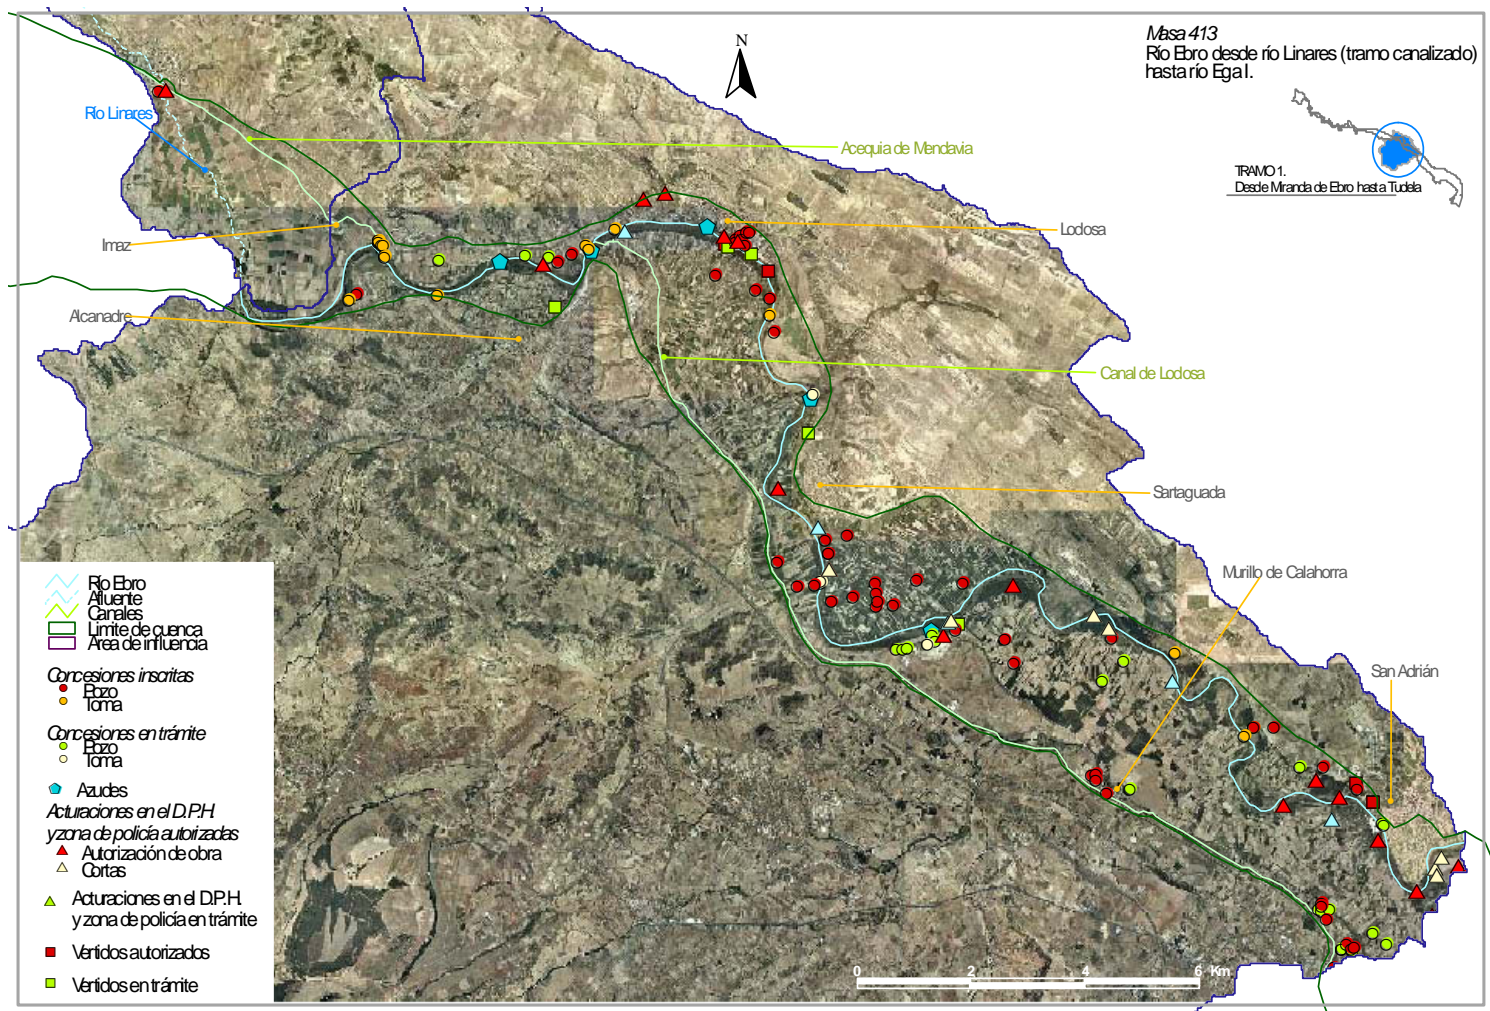 Masa 413
Río Ebro desde río Linares (tramo canalizado)
hasta río Ega I.
N
TRAMO 1.
Desde Miranda de Ebro hasta Tudela
Río Linares
Acequia de Mendavia
Imaz
Lodosa
Alcanadre
Canal de Lodosa
Sartaguada
Murillo de Calahorra
San Adrián
Río Ebro
Afluente
Canales
Límite de cuenca
Área de influencia
Concesiones inscritas
Pozo
Toma
Concesiones en trámite
Pozo
Toma
Azudes
Acturaciones en el D.P.H.
y zona de policía autorizadas
Autorización de obra
Cortas
Acturaciones en el D.P.H.
y zona de policía en trámite
Vertidos autorizados
Vertidos en trámite
0 2 4 6 Km